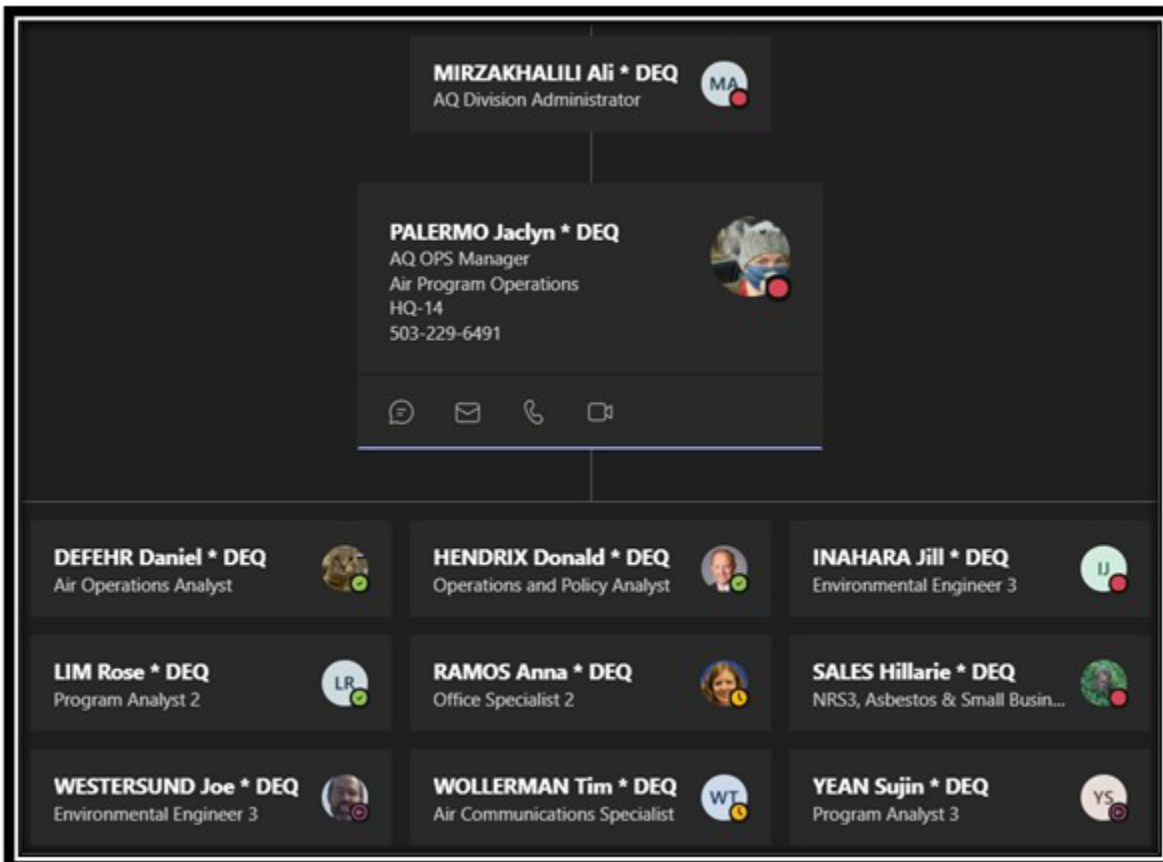 MIRZAKHALILI Ali * DEQ
AQ Division Administrator
MA
PALERMO Jaclyn * DEQ
AQ OPS Manager
Air Program Operations
HQ-14
503-229-6491
DEFEHR Daniel * DEQ
Air Operations Analyst
HENDRIX Donald * DEQ
Operations and Policy Analyst
INAHARA Jill * DEQ
Environmental Engineer 3
IJ
LIM Rose * DEQ
Program Analyst 2
LR
RAMOS Anna * DEQ
Office Specialist 2
SALES Hillarie * DEQ
NRS3, Asbestos & Small Busin...
WESTERSUND Joe * DEQ
Environmental Engineer 3
WOLLERMAN Tim * DEQ
Air Communications Specialist
WT
YEAN Sujin * DEQ
Program Analyst 3
YS